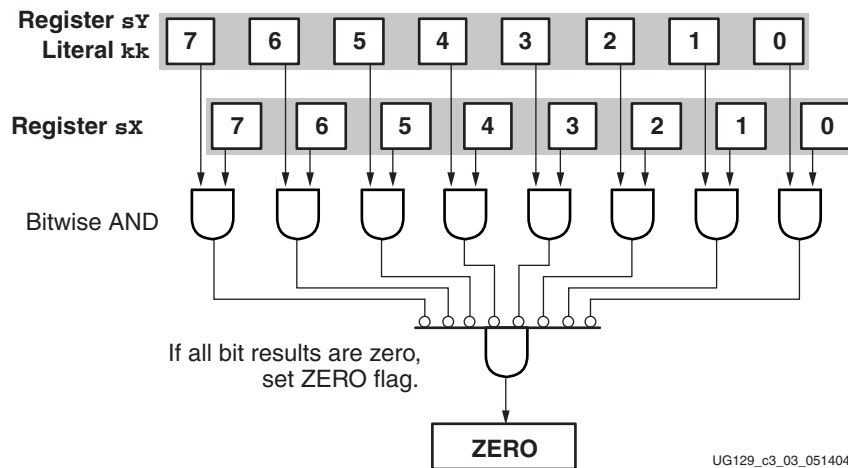 Register sY
Literal kk
7 6 5 4 3 2 1 0
Register sX
7 6 5 4 3 2 1 0
Bitwise AND
If all bit results are zero,
set ZERO flag.
ZERO
UG129_c3_03_051404